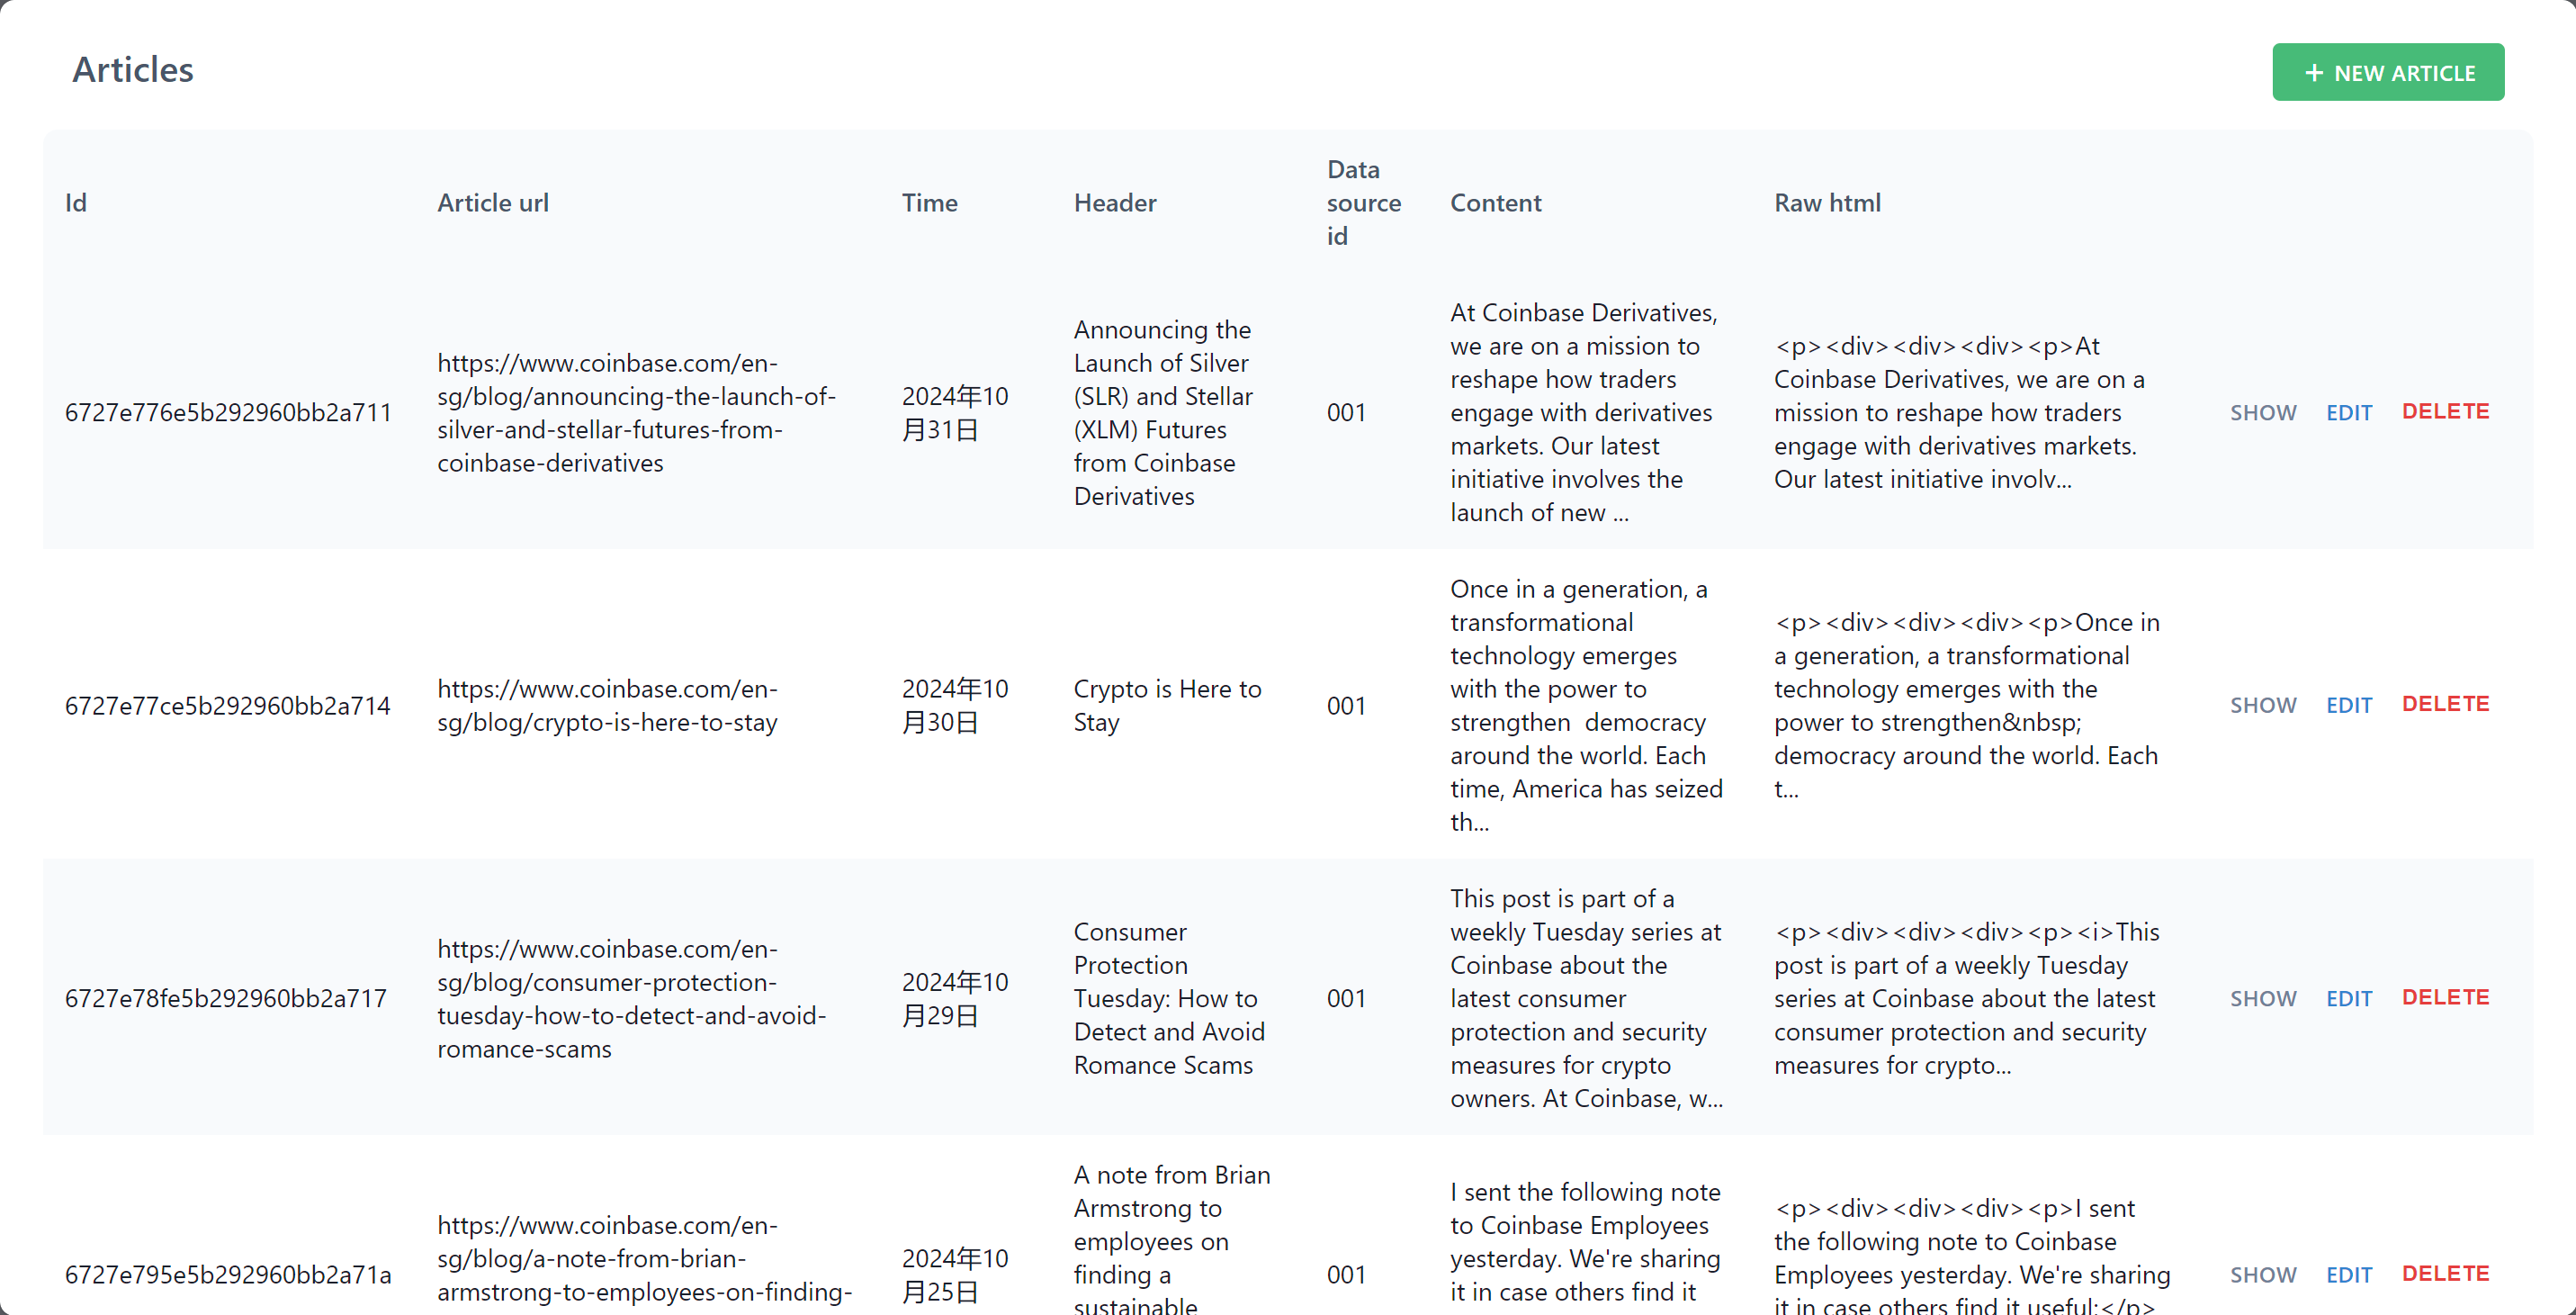 Articles
+ NEW ARTICLE
Id
Article url
Time
Header
Data
source
id
Content
Raw html
6727e776e5b292960bb2a711
https://www.coinbase.com/en-
sg/blog/announcing-the-launch-of-
silver-and-stellar-futures-from-
coinbase-derivatives
2024年10
月31日
Announcing the
Launch of Silver
(SLR) and Stellar
(XLM) Futures
from Coinbase
Derivatives
001
At Coinbase Derivatives,
we are on a mission to
reshape how traders
engage with derivatives
markets. Our latest
initiative involves the
launch of new ...
<p><div><div><div><p>At
Coinbase Derivatives, we are on a
mission to reshape how traders
engage with derivatives markets.
Our latest initiative involv...
SHOW
EDIT
DELETE
6727e77ce5b292960bb2a714
https://www.coinbase.com/en-
sg/blog/crypto-is-here-to-stay
2024年10
月30日
Crypto is Here to
Stay
001
Once in a generation, a
transformational
technology emerges
with the power to
strengthen  democracy
around the world. Each
time, America has seized
th...
<p><div><div><div><p>Once in
a generation, a transformational
technology emerges with the
power to strengthen&nbsp;
democracy around the world. Each
t...
SHOW
EDIT
DELETE
6727e78fe5b292960bb2a717
https://www.coinbase.com/en-
sg/blog/consumer-protection-
tuesday-how-to-detect-and-avoid-
romance-scams
2024年10
月29日
Consumer
Protection
Tuesday: How to
Detect and Avoid
Romance Scams
001
This post is part of a
weekly Tuesday series at
Coinbase about the
latest consumer
protection and security
measures for crypto
owners. At Coinbase, w...
<p><div><div><div><p><i>This
post is part of a weekly Tuesday
series at Coinbase about the latest
consumer protection and security
measures for crypto...
SHOW
EDIT
DELETE
6727e795e5b292960bb2a71a
https://www.coinbase.com/en-
sg/blog/a-note-from-brian-
armstrong-to-employees-on-finding-
2024年10
月25日
A note from Brian
Armstrong to
employees on
finding a
sustainable
001
I sent the following note
to Coinbase Employees
yesterday. We're sharing
it in case others find it
<p><div><div><div><p>I sent
the following note to Coinbase
Employees yesterday. We're sharing
it in case others find it useful:</p>
SHOW
EDIT
DELETE